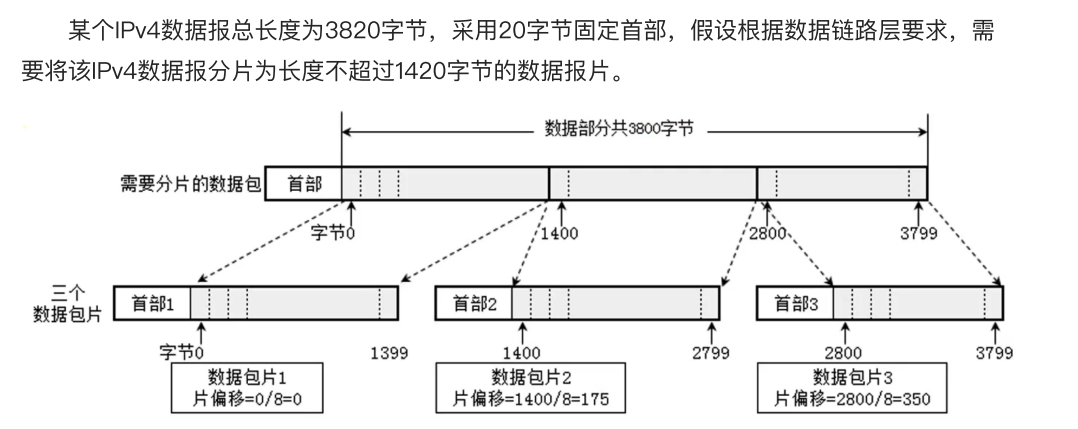 某个IPv4数据报总长度为3820字节，采用20字节固定首部，假设根据数据链路层要求，需
要将该IPv4数据报分片为长度不超过1420字节的数据报片。
数据部分共3800字节
需要分片的数据包
首部
字节0
1400
2800
3799
三个
数据包片
首部1
首部2
首部3
字节0
1399
1400
2799
2800
3799
数据包片1
片偏移=0/8=0
数据包片2
片偏移=1400/8=175
数据包片3
片偏移=2800/8=350